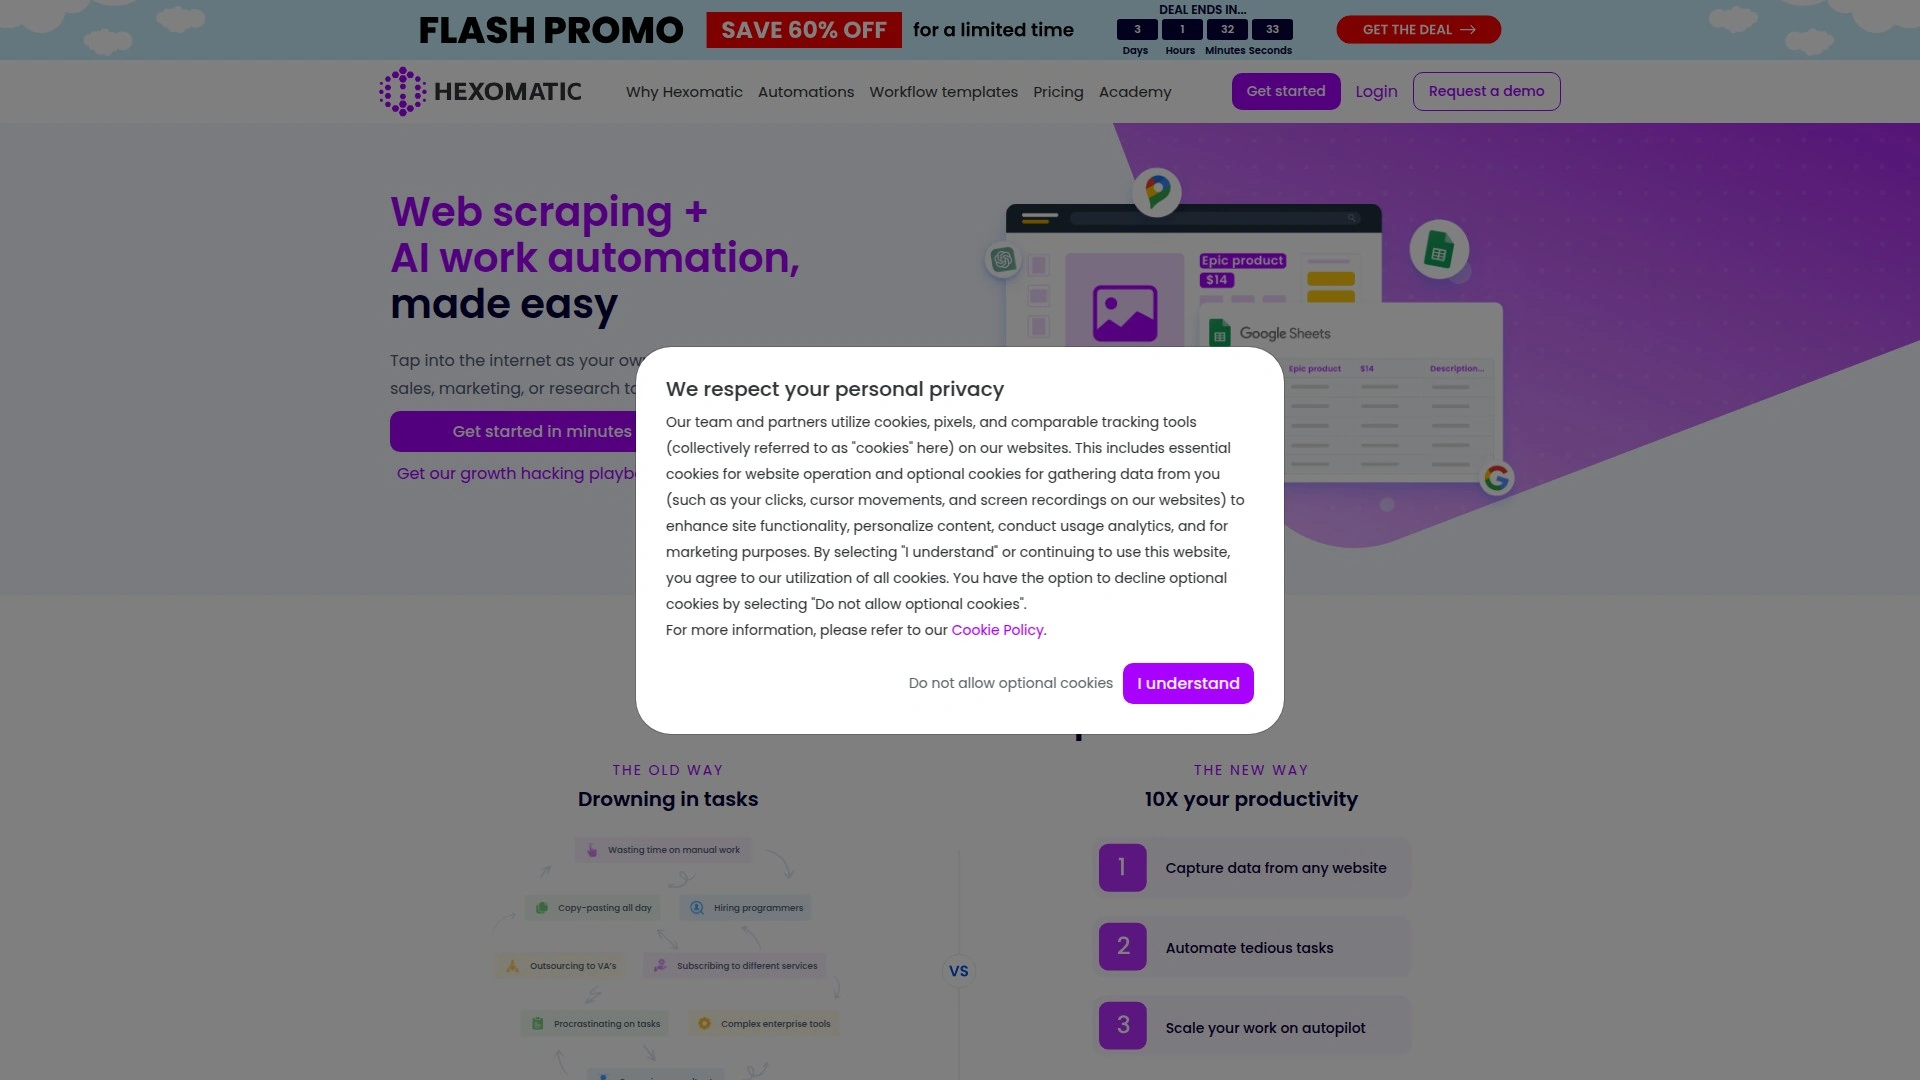 FLASH PROMO
SAVE 60% OFF
for a limited time
DEAL ENDS IN...
3 1 32 33
Days Hours Minutes Seconds
GET THE DEAL
HEXOMATIC
Why Hexomatic Automations Workflow templates Pricing Academy
Get started
Login
Request a demo
Web scraping +
AI work automation,
made easy
Tap into the internet as your own
sales, marketing, or research
Get started in minutes
Get our growth hacking
Epic product
$14
Google Sheets
Epic product $14 Description...
We respect your personal privacy
Our team and partners utilize cookies, pixels, and comparable tracking tools
(collectively referred to as "cookies" here) on our websites. This includes essential
cookies for website operation and optional cookies for gathering data from you
(such as your clicks, cursor movements, and screen recordings on our websites) to
enhance site functionality, personalize content, conduct usage analytics, and for
marketing purposes. By selecting "I understand" or continuing to use this website,
you agree to our utilization of all cookies. You have the option to decline optional
cookies by selecting "Do not allow optional cookies".
For more information, please refer to our Cookie Policy.
Do not allow optional cookies
I understand
THE OLD WAY
Drowning in tasks
Wasting time on manual work
Copy-pasting all day
Hiring programmers
Outsourcing to VA's
Subscribing to different services
Procrastinating on tasks
Complex enterprise tools
VS
THE NEW WAY
10X your productivity
1 Capture data from any website
2 Automate tedious tasks
3 Scale your work on autopilot